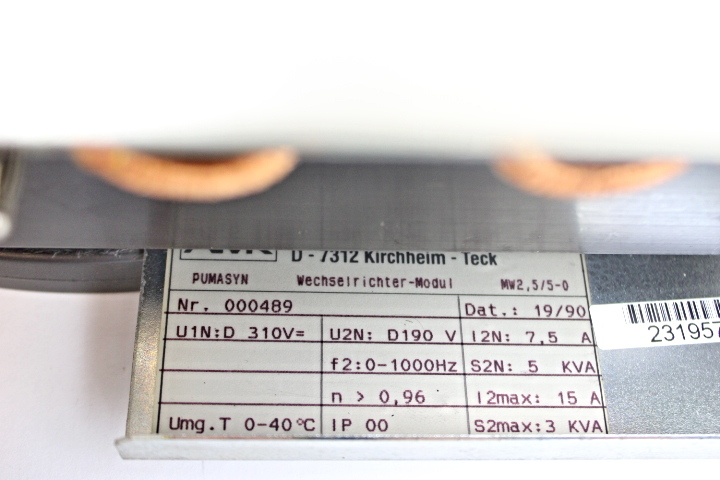 AMK D - 7312 Kirchheim - Teck
PUMASYN Wechselrichter-Modul MW2,5/5-0
Nr. 000489 Dat.: 19/90
U1N:D 310V= U2N: D190 V I2N: 7,5 A
f2:0-1000Hz S2N: 5 KVA
n > 0,96 I2max: 15 A
Umg.T 0-40°C IP 00 S2max:3 KVA
231957